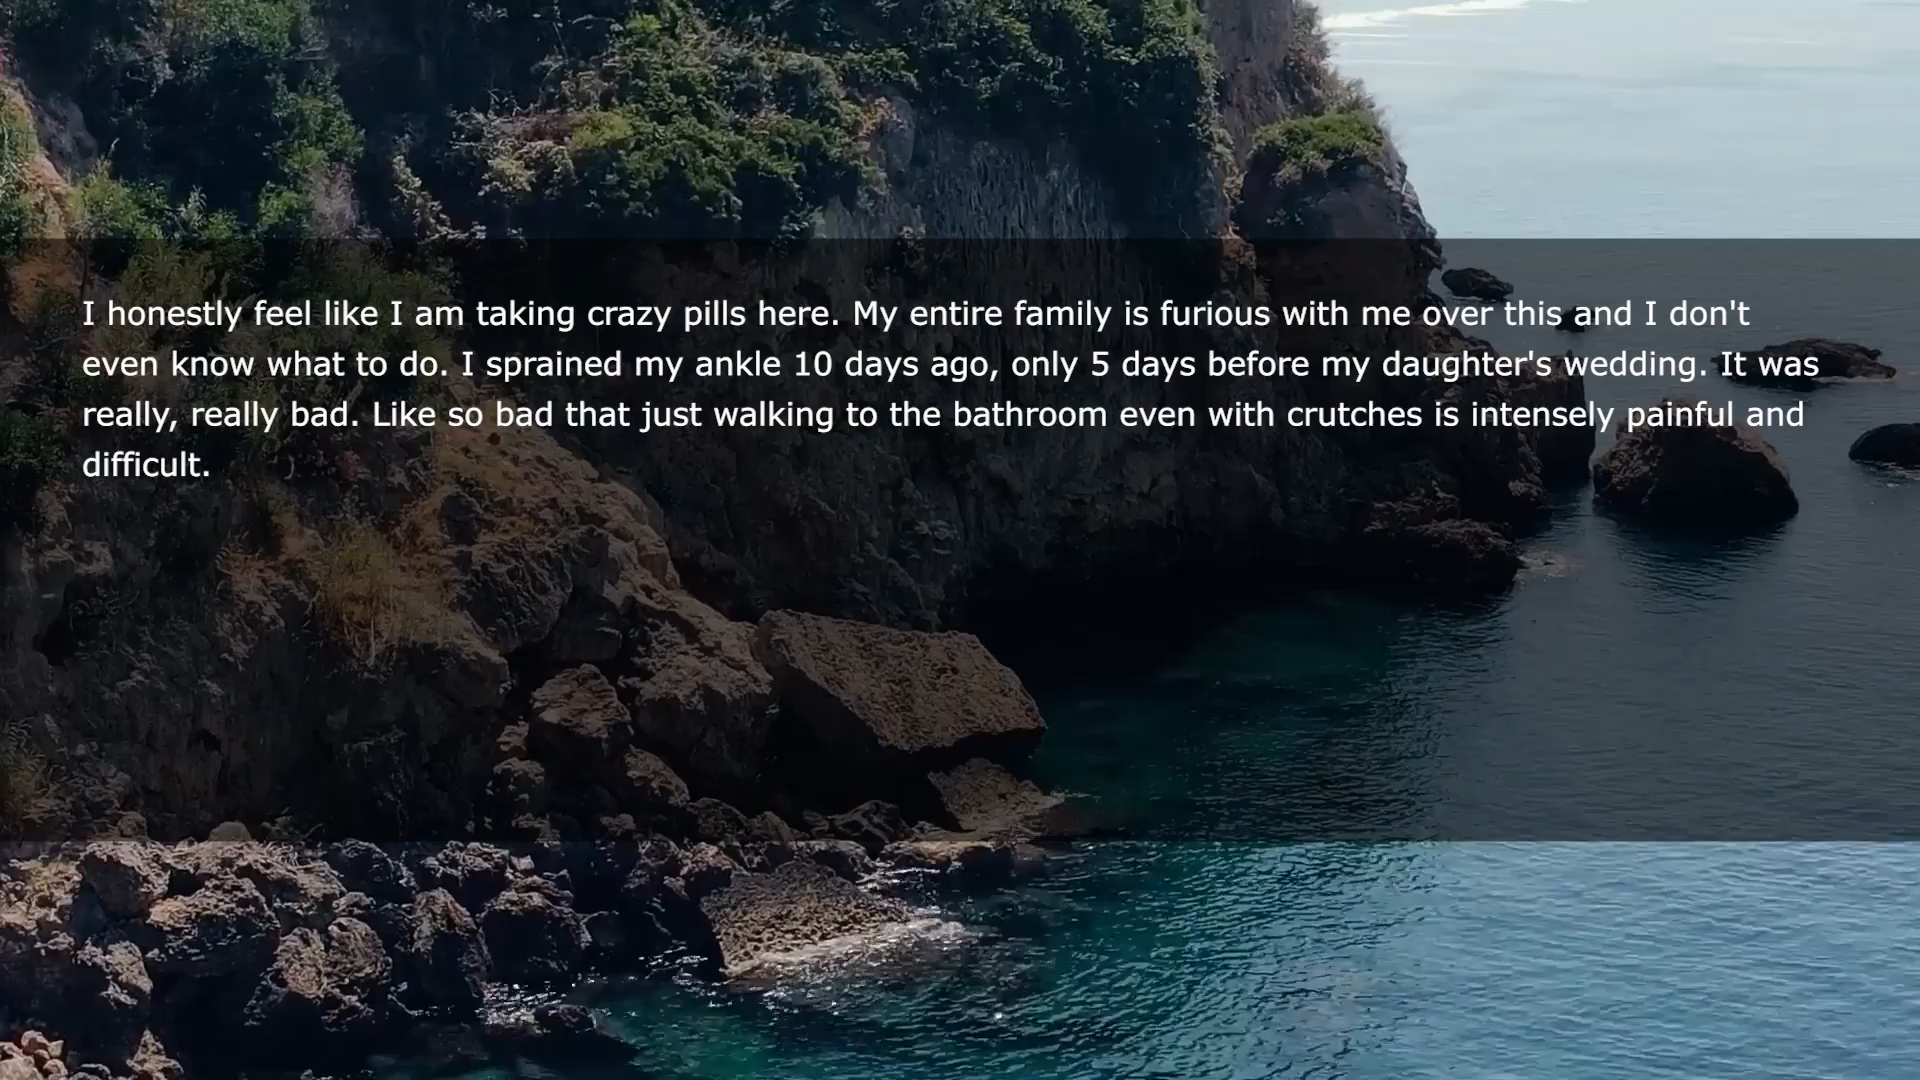 I honestly feel like I am taking crazy pills here. My entire family is furious with me over this and I don't
even know what to do. I sprained my ankle 10 days ago, only 5 days before my daughter's wedding. It was
really, really bad. Like so bad that just walking to the bathroom even with crutches is intensely painful and
difficult.